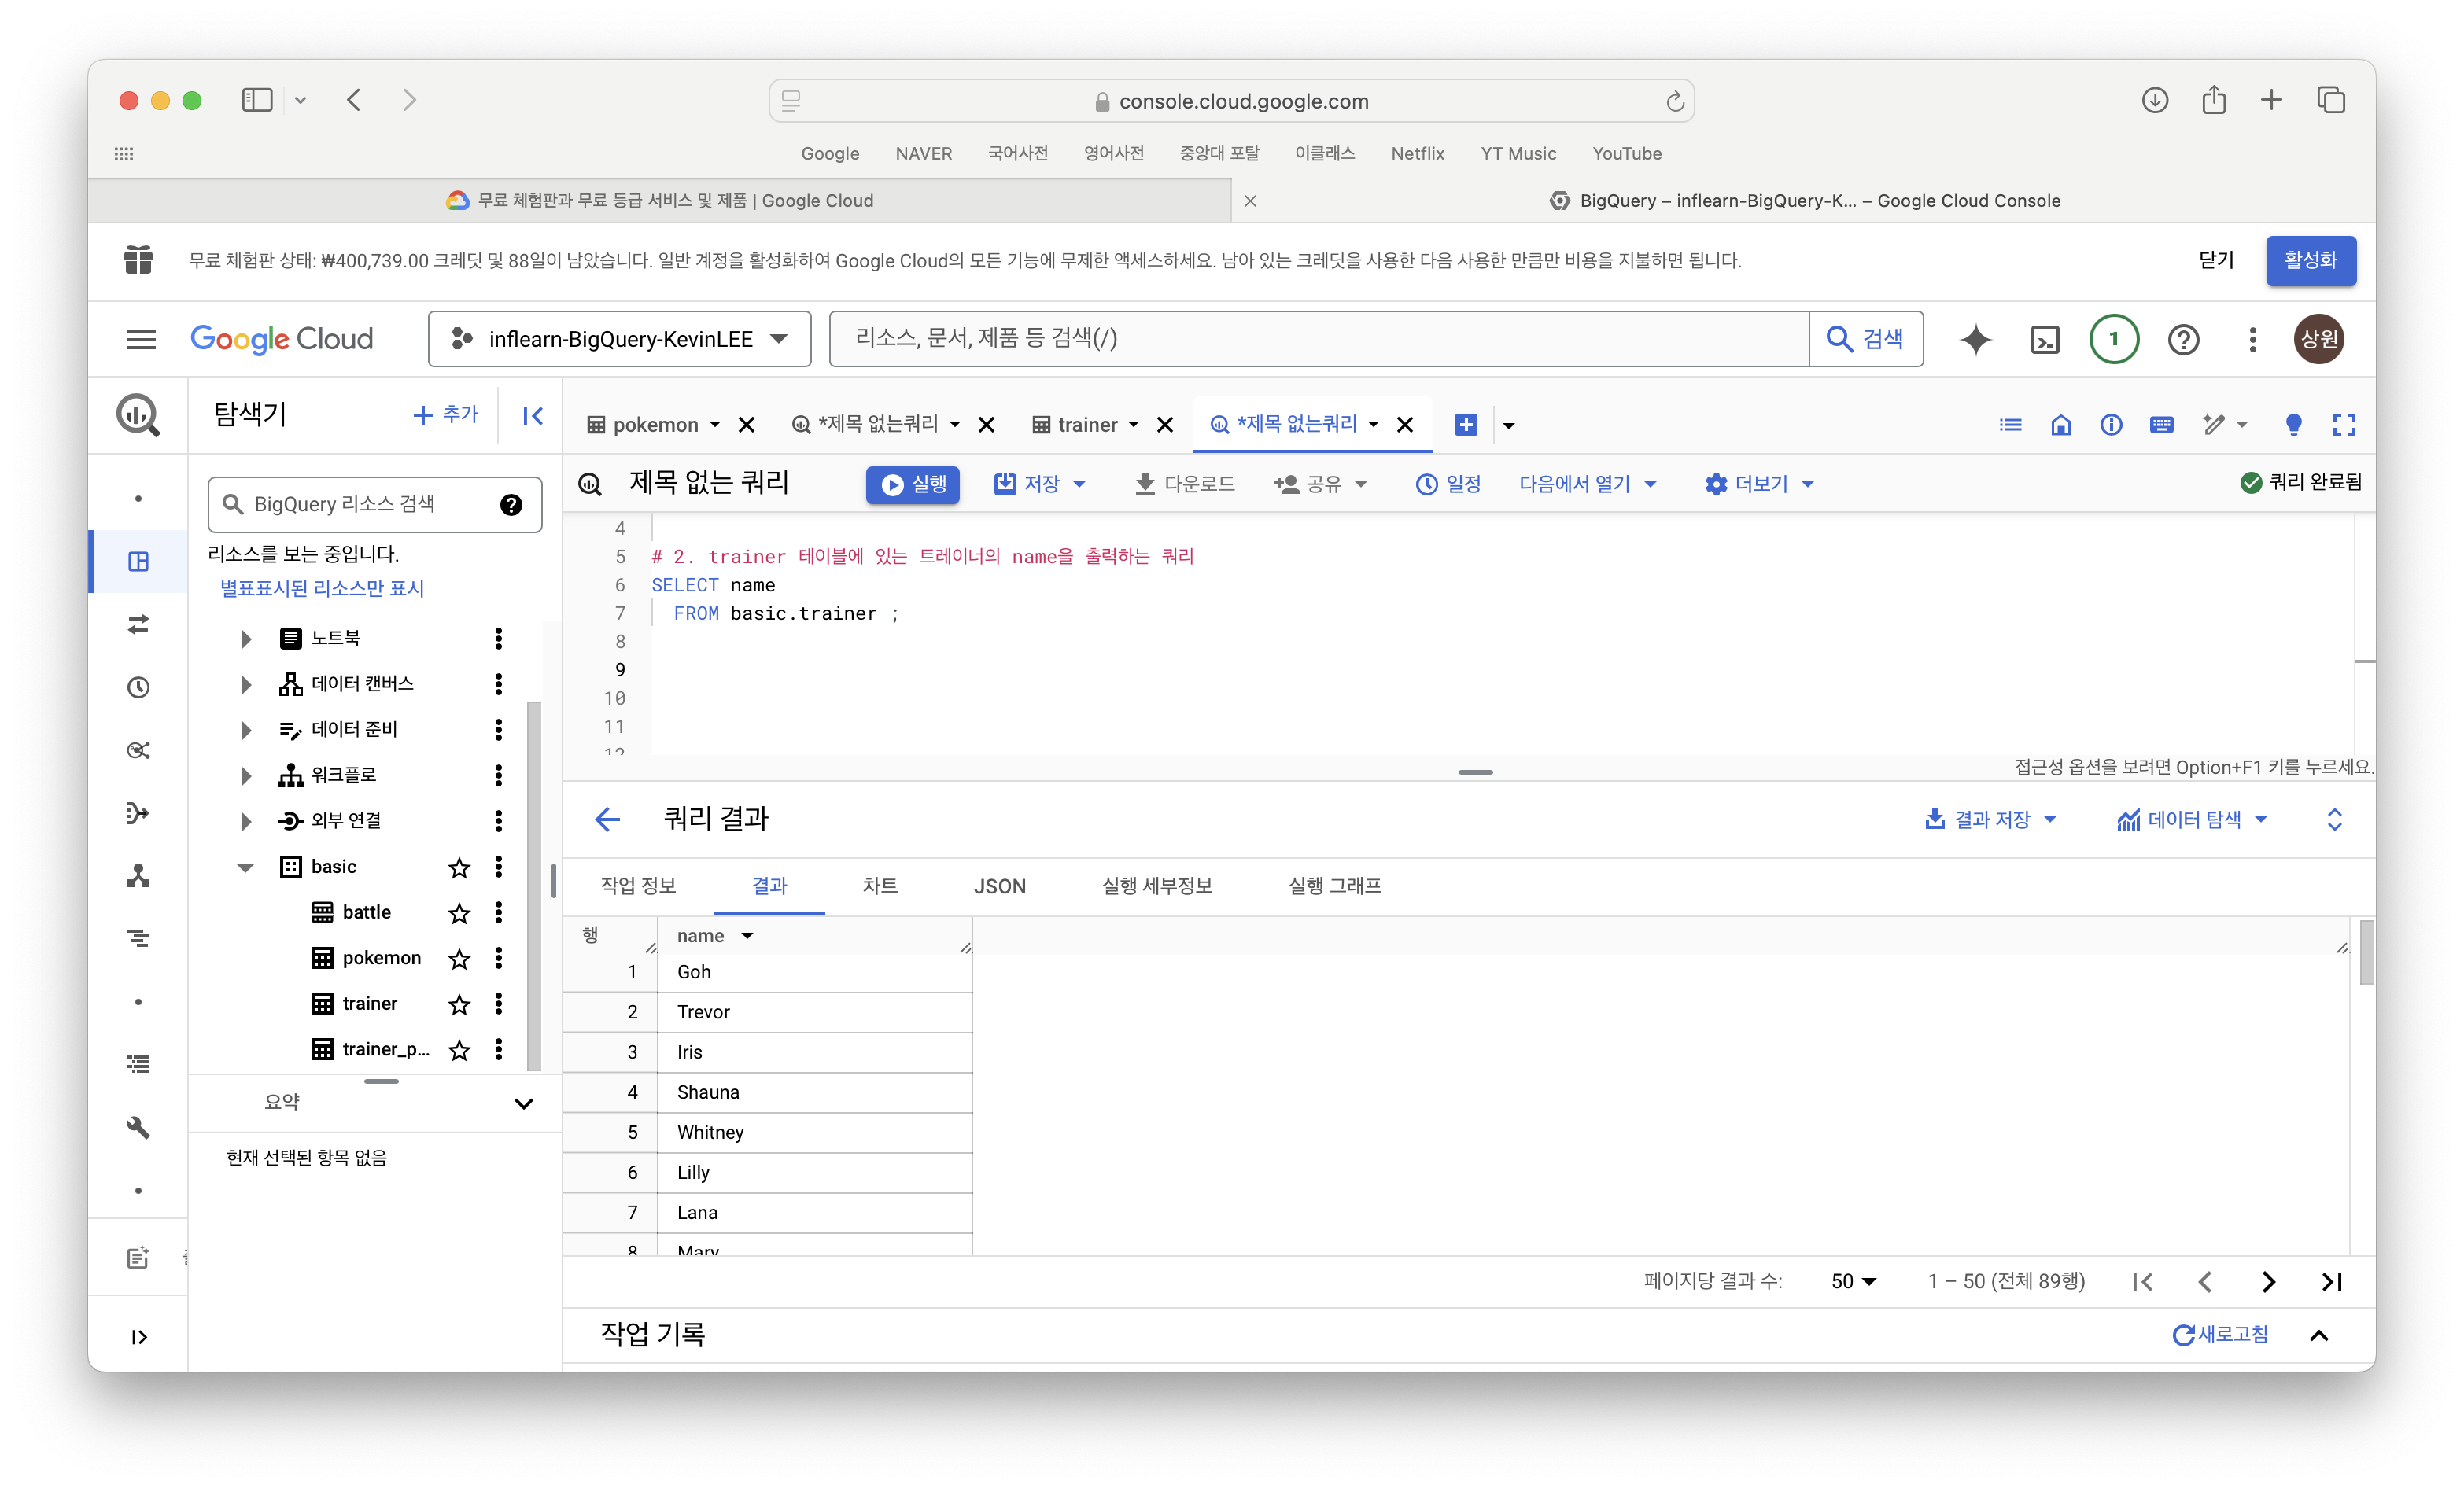 console.cloud.google.com
Google NAVER 국어사전 영어사전 중앙대 포탈 이클래스 Netflix YT Music YouTube
무료 체험판과 무료 등급 서비스 및 제품 | Google Cloud
BigQuery – inflearn-BigQuery-K... – Google Cloud Console
무료 체험판 상태: ₩400,739.00 크레딧 및 88일이 남았습니다. 일반 계정을 활성화하여 Google Cloud의 모든 기능에 무제한 액세스하세요. 남아 있는 크레딧을 사용한 다음 사용한 만큼만 비용을 지불하면 됩니다.
닫기 활성화
Google Cloud
inflearn-BigQuery-KevinLEE
리소스, 문서, 제품 등 검색(/)
검색
1
상원
탐색기
추가
pokemon
*제목 없는쿼리
trainer
*제목 없는쿼리
BigQuery 리소스 검색
리소스를 보는 중입니다.
별표표시된 리소스만 표시
노트북
데이터 캔버스
데이터 준비
워크플로
외부 연결
basic
battle
pokemon
trainer
trainer_p...
요약
현재 선택된 항목 없음
제목 없는 쿼리
실행 저장 다운로드 공유 일정 다음에서 열기 더보기
쿼리 완료됨
4
5 # 2. trainer 테이블에 있는 트레이너의 name을 출력하는 쿼리
6 SELECT name
7 FROM basic.trainer ;
8
9
10
11
12
접근성 옵션을 보려면 Option+F1 키를 누르세요.
쿼리 결과
결과 저장 데이터 탐색
작업 정보 결과 차트 JSON 실행 세부정보 실행 그래프
행 name
1 Goh
2 Trevor
3 Iris
4 Shauna
5 Whitney
6 Lilly
7 Lana
8 Mary
페이지당 결과 수: 50 1 – 50 (전체 89행)
작업 기록
새로고침